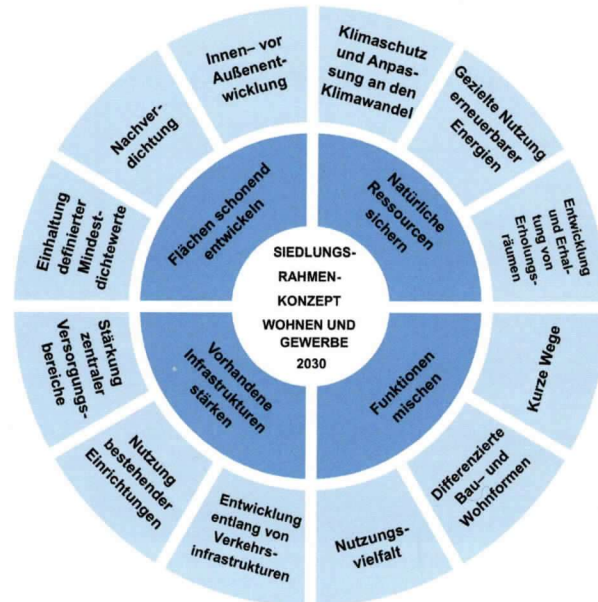 SIEDLUNGS-
RAHMEN-
KONZEPT
WOHNEN UND
GEWERBE
2030
Flächen schonend
entwickeln
Natürliche
Ressourcen
sichern
Funktionen
mischen
Vorhandene
Infrastrukturen
stärken
Innen– vor
Außenent-
wicklung
Klimaschutz
und Anpas-
sung an den
Klimawandel
Gezielte Nutzung
erneuerbarer
Energien
Entwicklung
und Erhal-
tung von
Erholungs-
räumen
Kurze Wege
Differenzierte
Bau– und
Wohnformen
Nutzungs-
vielfalt
Entwicklung
entlang von
Verkehrs-
infrastrukturen
Nutzung
bestehender
Einrichtungen
Stärkung
zentraler
Versorgungs-
bereiche
Einhaltung
definierter
Mindest-
dichtewerte
Nachver-
dichtung